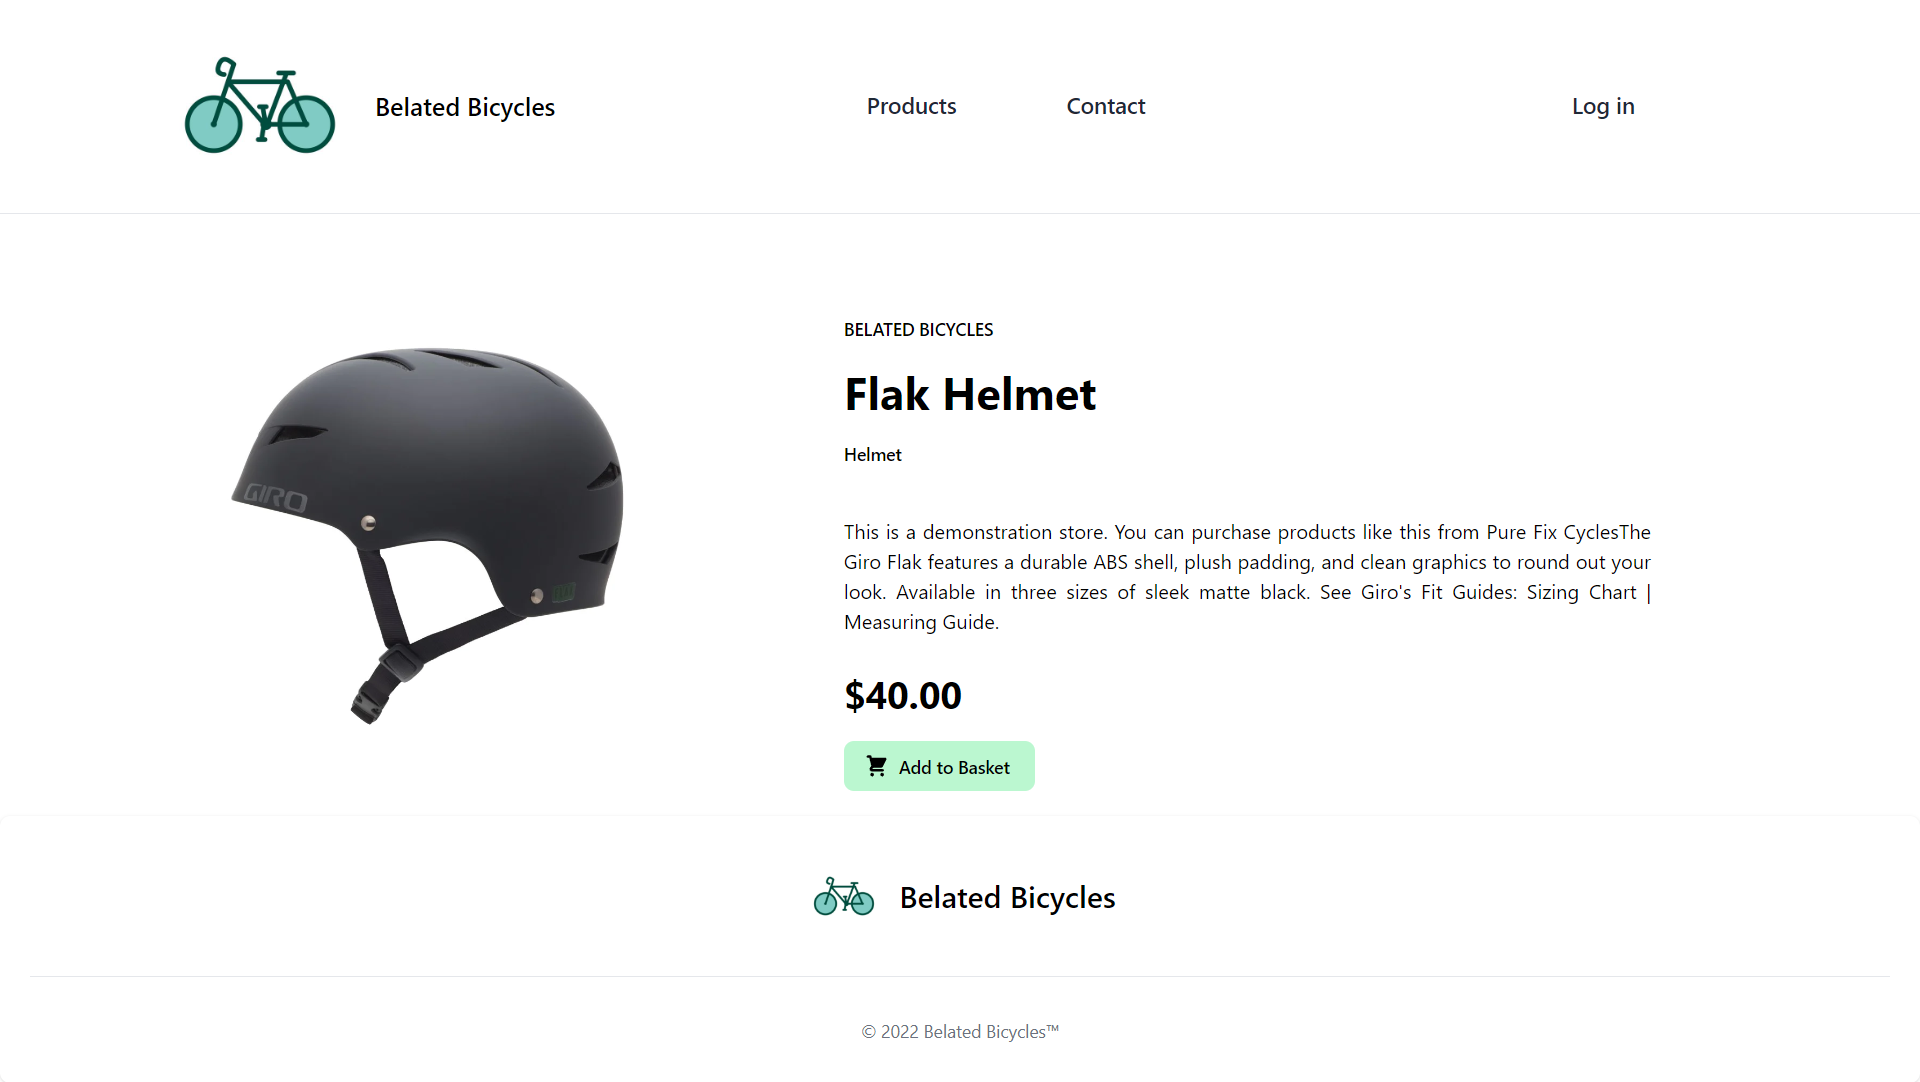 Belated Bicycles
Products
Contact
Log in
BELATED BICYCLES
Flak Helmet
Helmet
GIRO
This is a demonstration store. You can purchase products like this from Pure Fix CyclesThe
Giro Flak features a durable ABS shell, plush padding, and clean graphics to round out your
look. Available in three sizes of sleek matte black. See Giro's Fit Guides: Sizing Chart |
Measuring Guide.
$40.00
Add to Basket
Belated Bicycles
© 2022 Belated Bicycles™